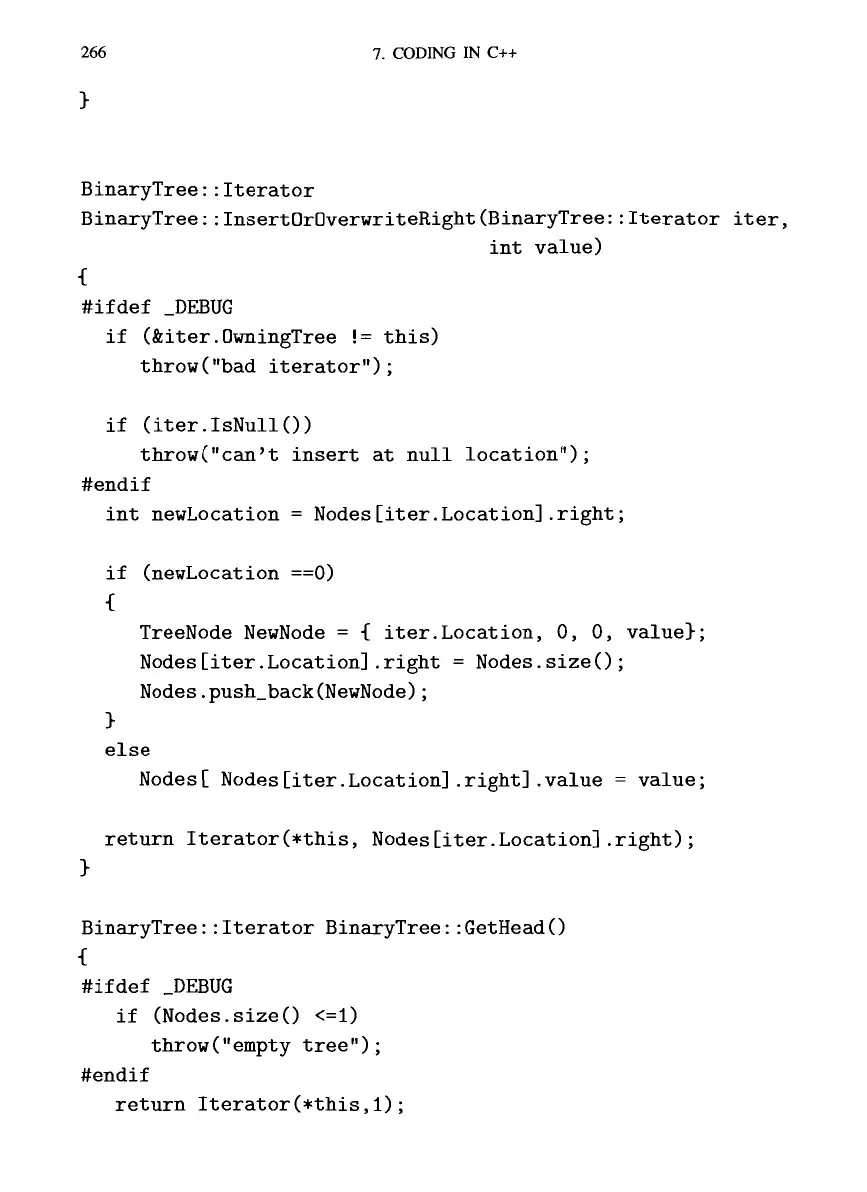 266 7. CODING IN C++
}
BinaryTree::Iterator
BinaryTree::InsertOrOverwriteRight(BinaryTree::Iterator iter,
int value)
{
#ifdef _DEBUG
if (&iter.OwningTree != this)
throw("bad iterator");
if (iter.IsNull())
throw("can't insert at null location");
#endif
int newLocation = Nodes[iter.Location].right;
if (newLocation ==0)
{
TreeNode NewNode = { iter.Location, 0, 0, value};
Nodes[iter.Location].right = Nodes.size();
Nodes.push_back(NewNode);
}
else
Nodes[ Nodes[iter.Location].right].value = value;
return Iterator(*this, Nodes[iter.Location].right);
}
BinaryTree::Iterator BinaryTree::GetHead()
{
#ifdef _DEBUG
if (Nodes.size() <=1)
throw("empty tree");
#endif
return Iterator(*this,1);